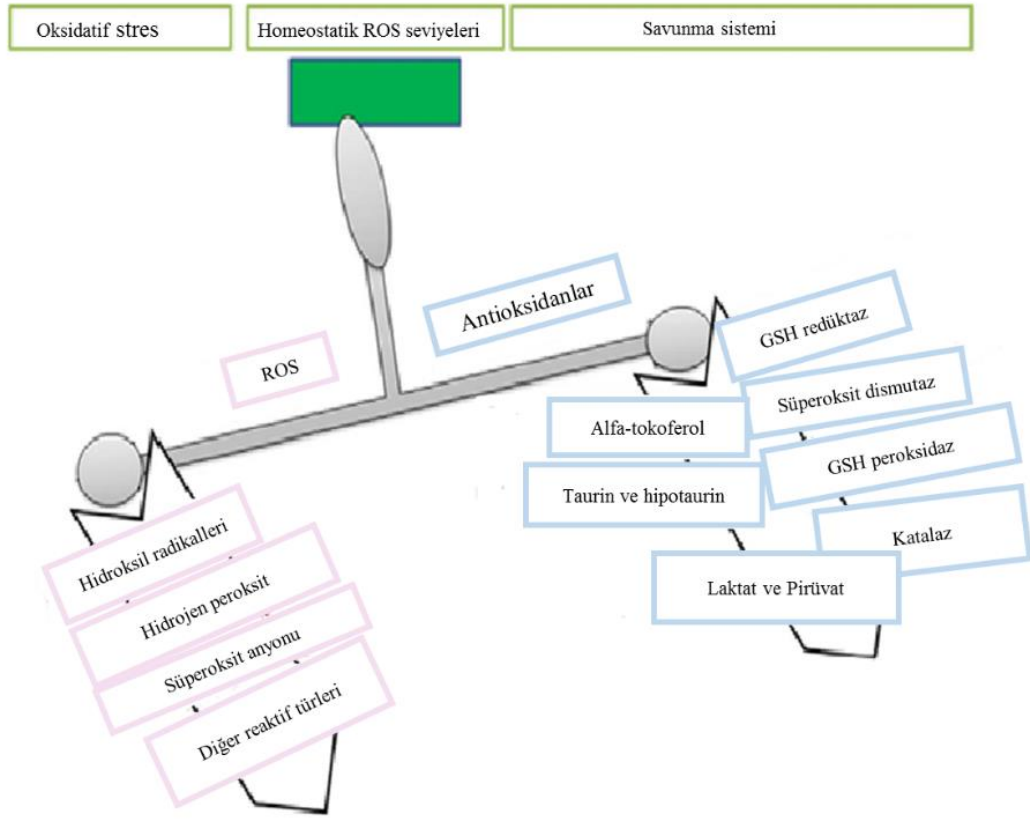 Oksidatif stres
Homeostatik ROS seviyeleri
Savunma sistemi
Antioksidanlar
ROS
GSH redüktaz
Süperoksit dismutaz
Alfa-tokoferol
GSH peroksidaz
Taurin ve hipotaurin
Katalaz
Laktat ve Pirüvat
Hidroksil radikalleri
Hidrojen peroksit
Süperoksit anyonu
Diğer reaktif türleri